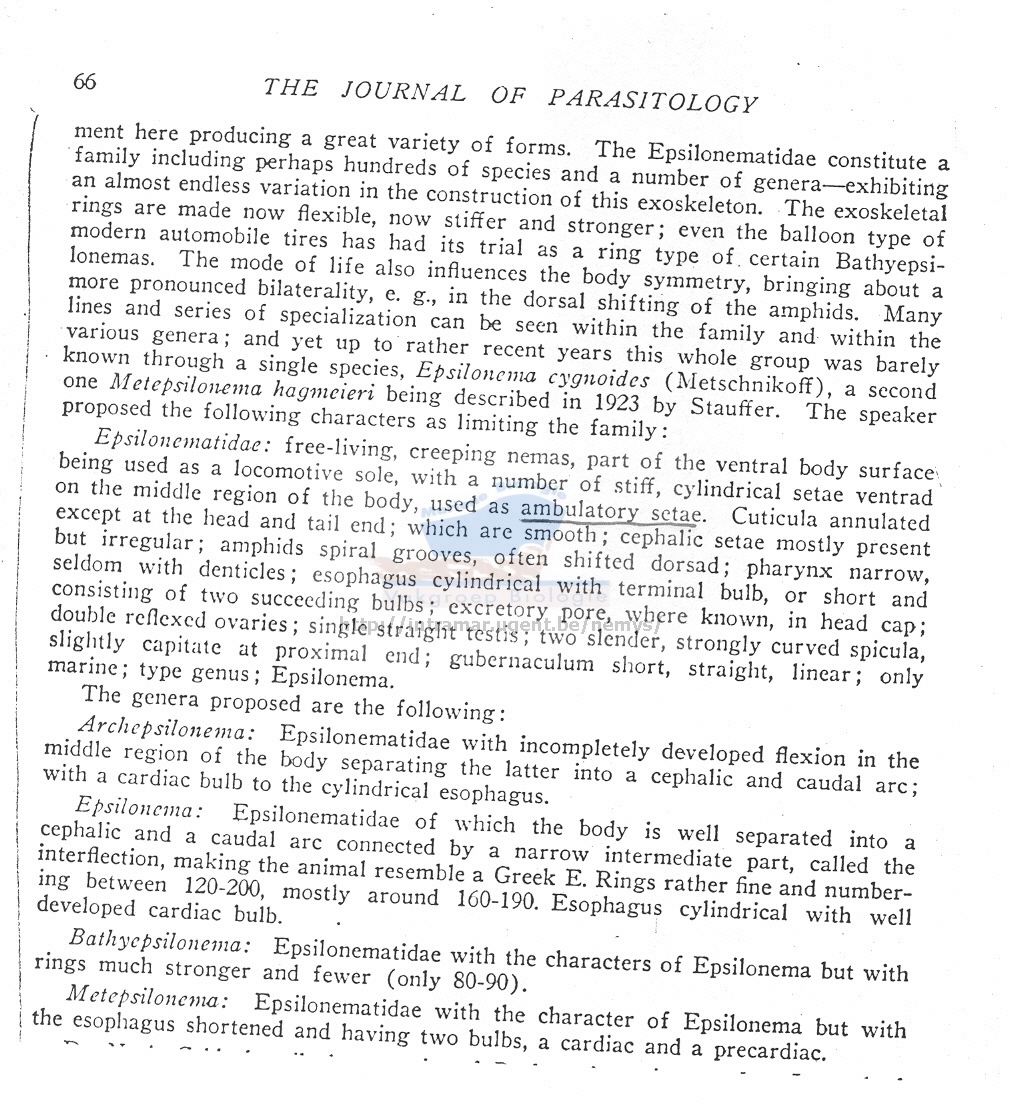 66
THE JOURNAL OF PARASITOLOGY
ment here producing a great variety of forms. The Epsilonematidae constitute a
family including perhaps hundreds of species and a number of genera—exhibiting
an almost endless variation in the construction of this exoskeleton. The exoskeletal
rings are made now flexible, now stiffer and stronger; even the balloon type of
modern automobile tires has had its trial as a ring type of certain Bathyepsi-
lonemas. The mode of life also influences the body symmetry, bringing about a
more pronounced bilaterality, e. g., in the dorsal shifting of the amphids. Many
lines and series of specialization can be seen within the family and within the
various genera; and yet up to rather recent years this whole group was barely
known through a single species, Epsilonema cygnoides (Metschnikoff), a second
one Metepsilonema hagmeieri being described in 1923 by Stauffer. The speaker
proposed the following characters as limiting the family:
Epsilonematidae: free-living, creeping nemas, part of the ventral body surface
being used as a locomotive sole, with a number of stiff, cylindrical setae ventrad
on the middle region of the body, used as ambulatory setae. Cuticula annulated
except at the head and tail end; which are smooth; cephalic setae mostly present
but irregular; amphids spiral grooves, often shifted dorsad; pharynx narrow,
seldom with denticles; esophagus cylindrical with terminal bulb, or short and
consisting of two succeeding bulbs; excretory pore, where known, in head cap;
double reflexed ovaries; single straight testis; two slender, strongly curved spicula,
slightly capitate at proximal end; gubernaculum short, straight, linear; only
marine; type genus; Epsilonema.
Vakgroep Biologie
http://intramar.ugent.be/nemys/
The genera proposed are the following:
Archepsilonema: Epsilonematidae with incompletely developed flexion in the
middle region of the body separating the latter into a cephalic and caudal arc;
with a cardiac bulb to the cylindrical esophagus.
Epsilonema: Epsilonematidae of which the body is well separated into a
cephalic and a caudal arc connected by a narrow intermediate part, called the
interflection, making the animal resemble a Greek E. Rings rather fine and number-
ing between 120-200, mostly around 160-190. Esophagus cylindrical with well
developed cardiac bulb.
Bathyepsilonema: Epsilonematidae with the characters of Epsilonema but with
rings much stronger and fewer (only 80-90).
Metepsilonema: Epsilonematidae with the character of Epsilonema but with
the esophagus shortened and having two bulbs, a cardiac and a precardiac.